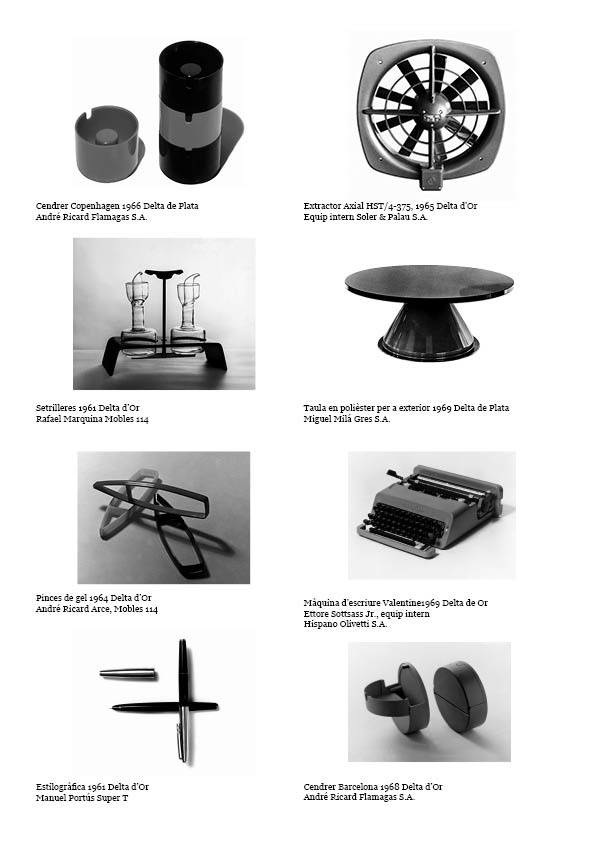 Cendrer Copenhagen 1966 Delta de Plata
André Ricard Flamagas S.A.
Extractor Axial HST/4-375, 1965 Delta d'Or
Equip intern Soler & Palau S.A.
Setrilleres 1961 Delta d'Or
Rafael Marquina Mobles 114
Taula en polièster per a exterior 1969 Delta de Plata
Miguel Milà Gres S.A.
Pinces de gel 1964 Delta d'Or
André Ricard Arce, Mobles 114
Màquina d'escriure Valentine1969 Delta de Or
Ettore Sottsass Jr., equip intern
Hispano Olivetti S.A.
Estilogràfica 1961 Delta d'Or
Manuel Portús Super T
Cendrer Barcelona 1968 Delta d'Or
André Ricard Flamagas S.A.